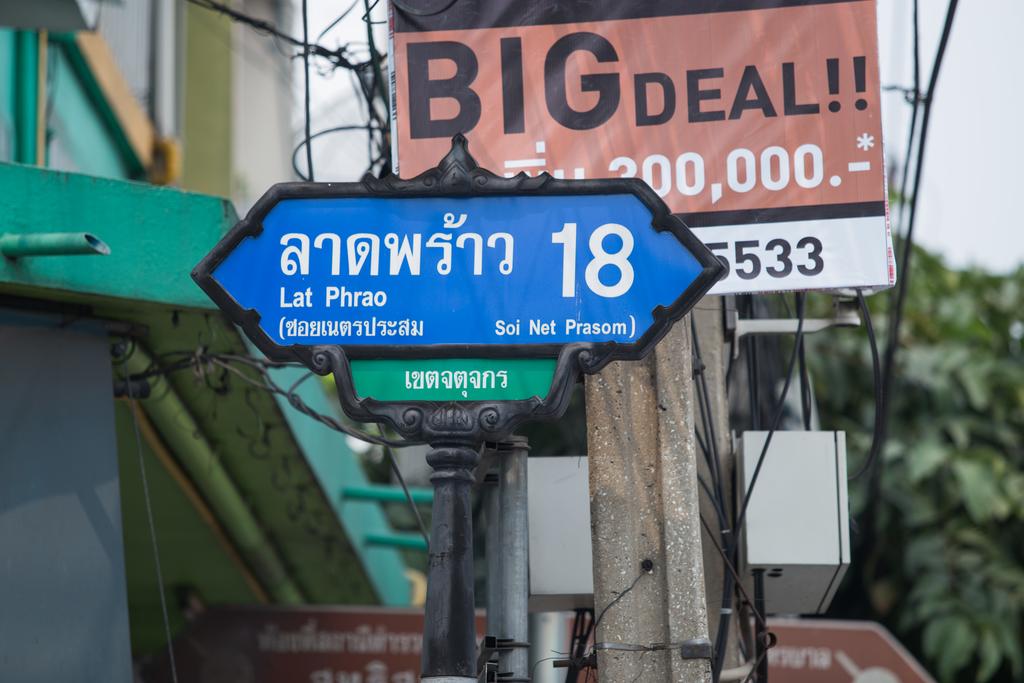 BIG DEAL!!
300,000.-*
5533
ลาดพร้าว 18
Lat Phrao
(ซอยเนตรประสม Soi Net Prasom)
เขตจตุจักร